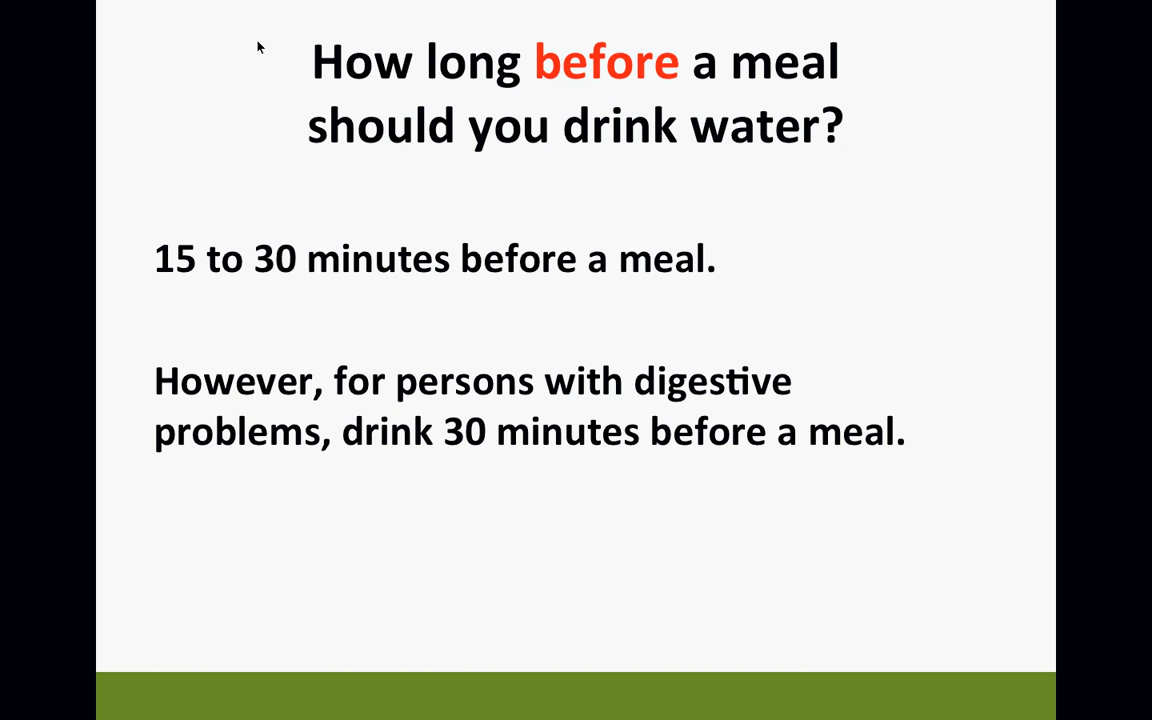 How long before a meal
should you drink water?
15 to 30 minutes before a meal.
However, for persons with digestive
problems, drink 30 minutes before a meal.